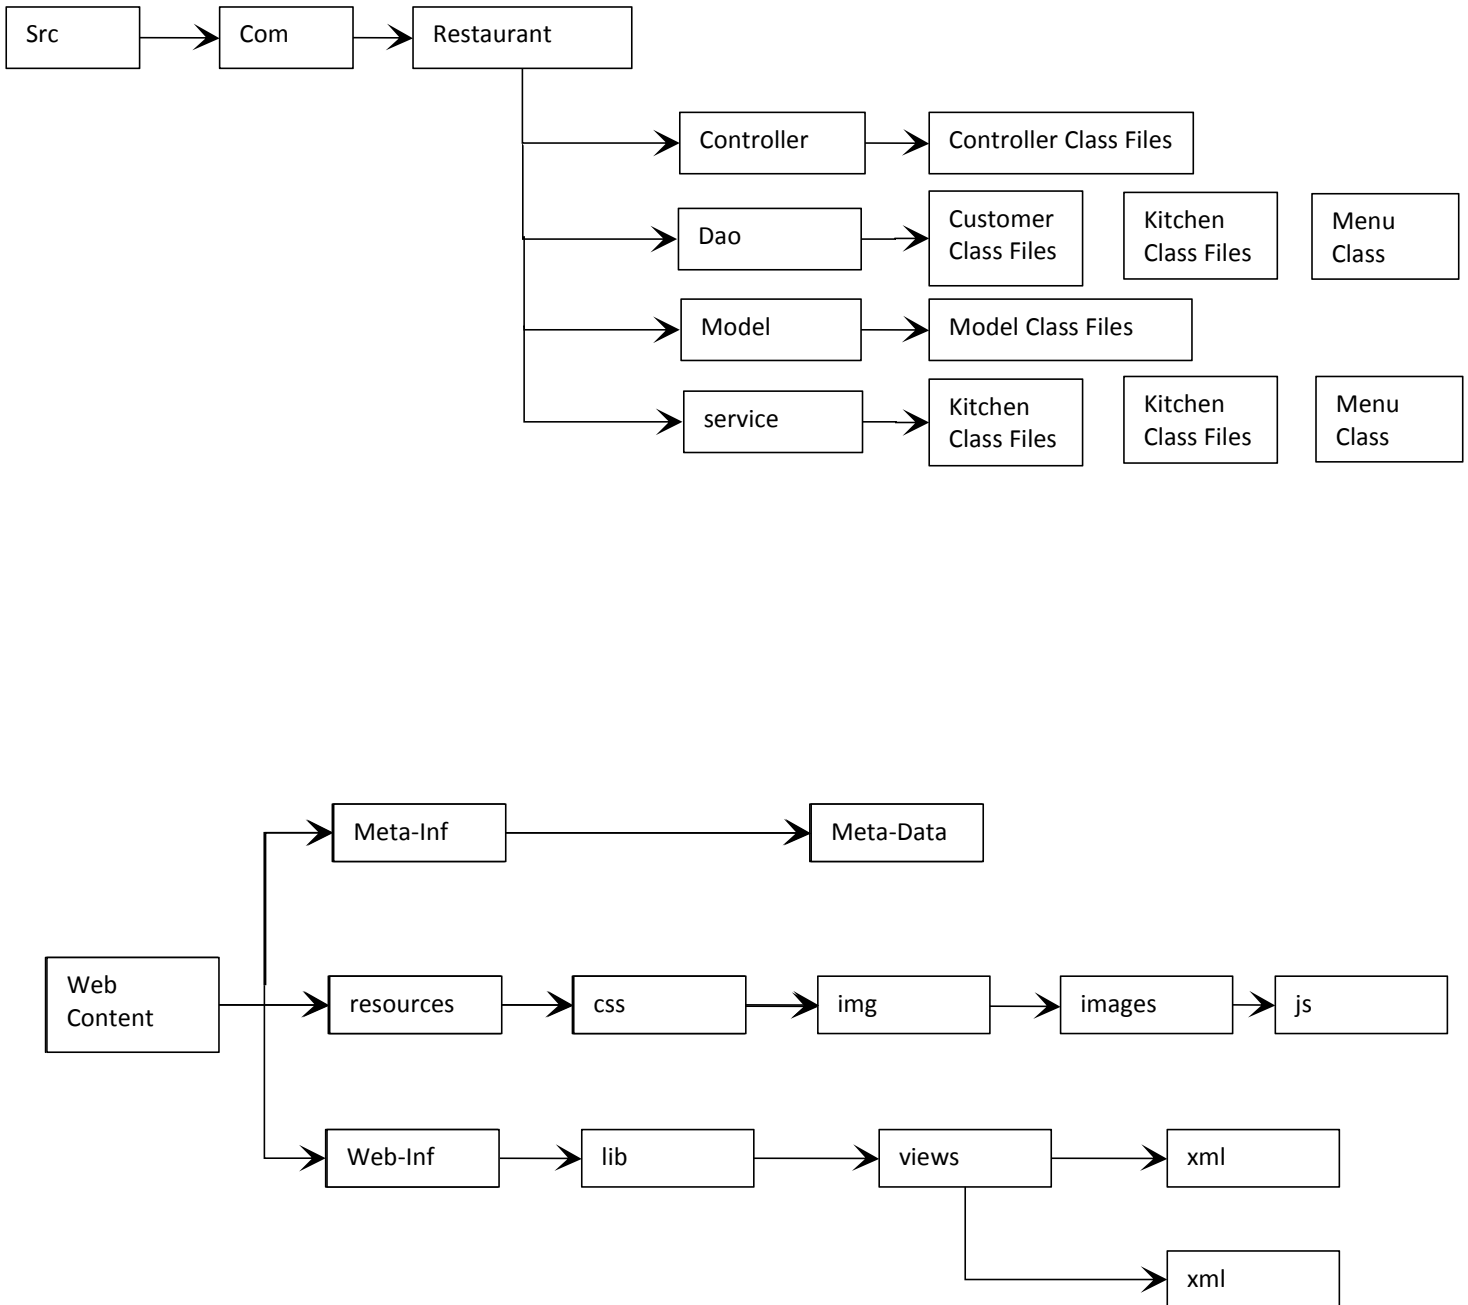 Src
Com
Restaurant
Controller
Controller Class Files
Dao
Customer
Class Files
Kitchen
Class Files
Menu
Class
Model
Model Class Files
service
Kitchen
Class Files
Kitchen
Class Files
Menu
Class
Meta-Inf
Meta-Data
Web
Content
resources
css
img
images
js
Web-Inf
lib
views
xml
xml